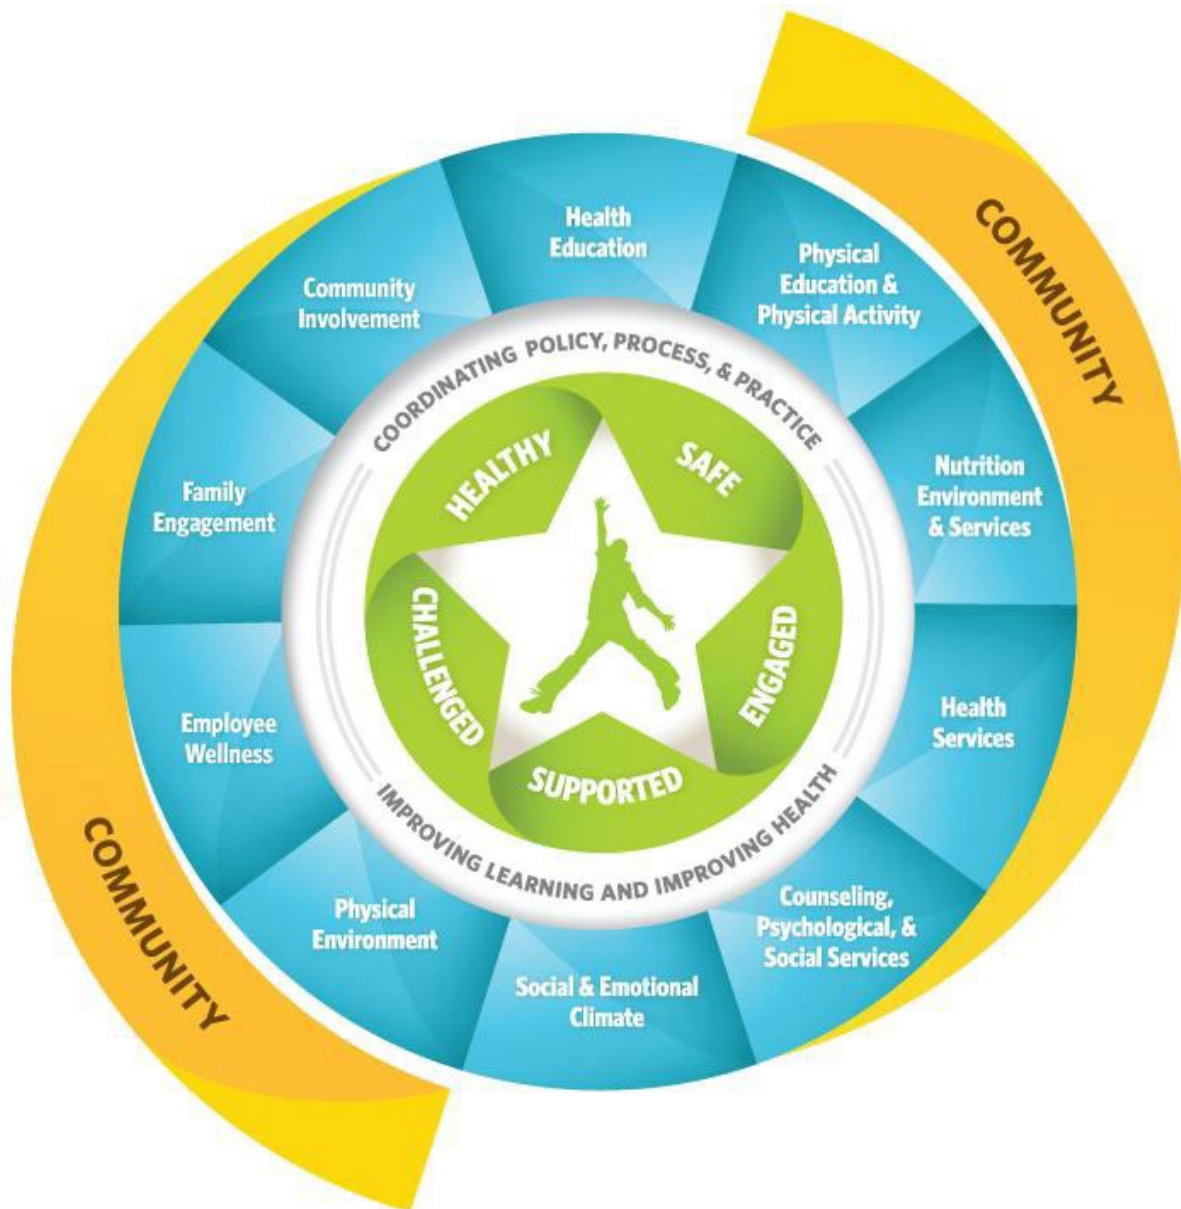 COMMUNITY
Health
Education
Physical
Education &
Physical Activity
Nutrition
Environment
& Services
Health
Services
Counseling,
Psychological, &
Social Services
Social & Emotional
Climate
Physical
Environment
Employee
Wellness
Family
Engagement
Community
Involvement
COORDINATING POLICY, PROCESS, & PRACTICE
IMPROVING LEARNING AND IMPROVING HEALTH
HEALTHY
SAFE
ENGAGED
SUPPORTED
CHALLENGED
COMMUNITY